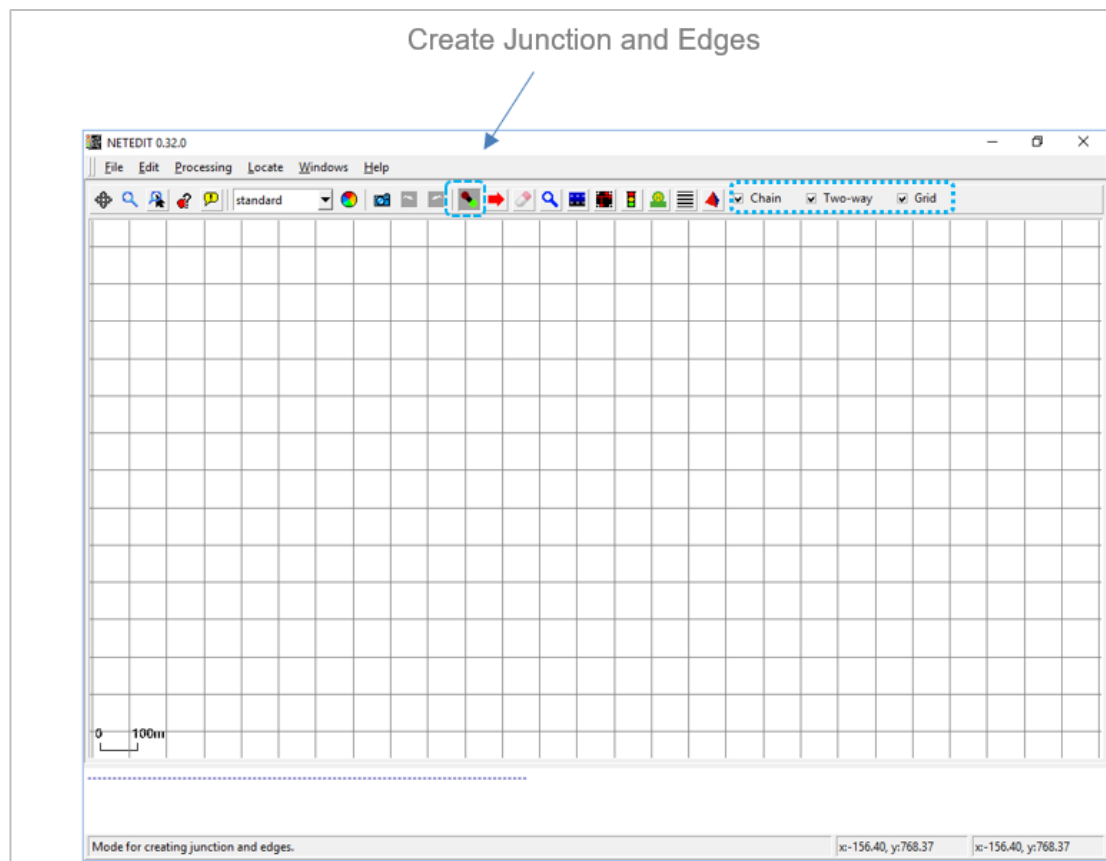 Create Junction and Edges
NETEDIT 0.32.0
File Edit Processing Locate Windows Help
standard Chain Two-way Grid
0 100m
Mode for creating junction and edges. x:-156.40, y:768.37 x:-156.40, y:768.37